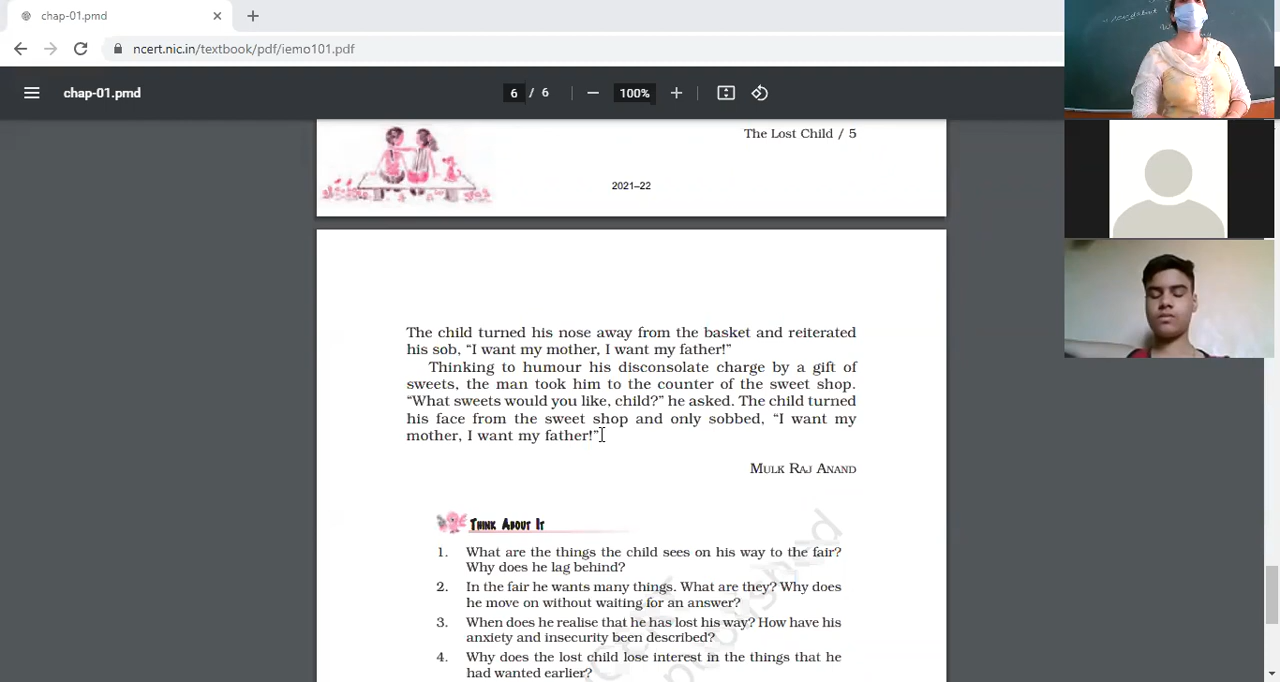 chap-01.pmd
ncert.nic.in/textbook/pdf/iemo101.pdf
chap-01.pmd
6 / 6
100%
The Lost Child / 5
2021–22
The child turned his nose away from the basket and reiterated
his sob, “I want my mother, I want my father!”
Thinking to humour his disconsolate charge by a gift of
sweets, the man took him to the counter of the sweet shop.
“What sweets would you like, child?” he asked. The child turned
his face from the sweet shop and only sobbed, “I want my
mother, I want my father!”
MULK RAJ ANAND
THINK ABOUT IT
1. What are the things the child sees on his way to the fair?
Why does he lag behind?
2. In the fair he wants many things. What are they? Why does
he move on without waiting for an answer?
3. When does he realise that he has lost his way? How have his
anxiety and insecurity been described?
4. Why does the lost child lose interest in the things that he
had wanted earlier?
published